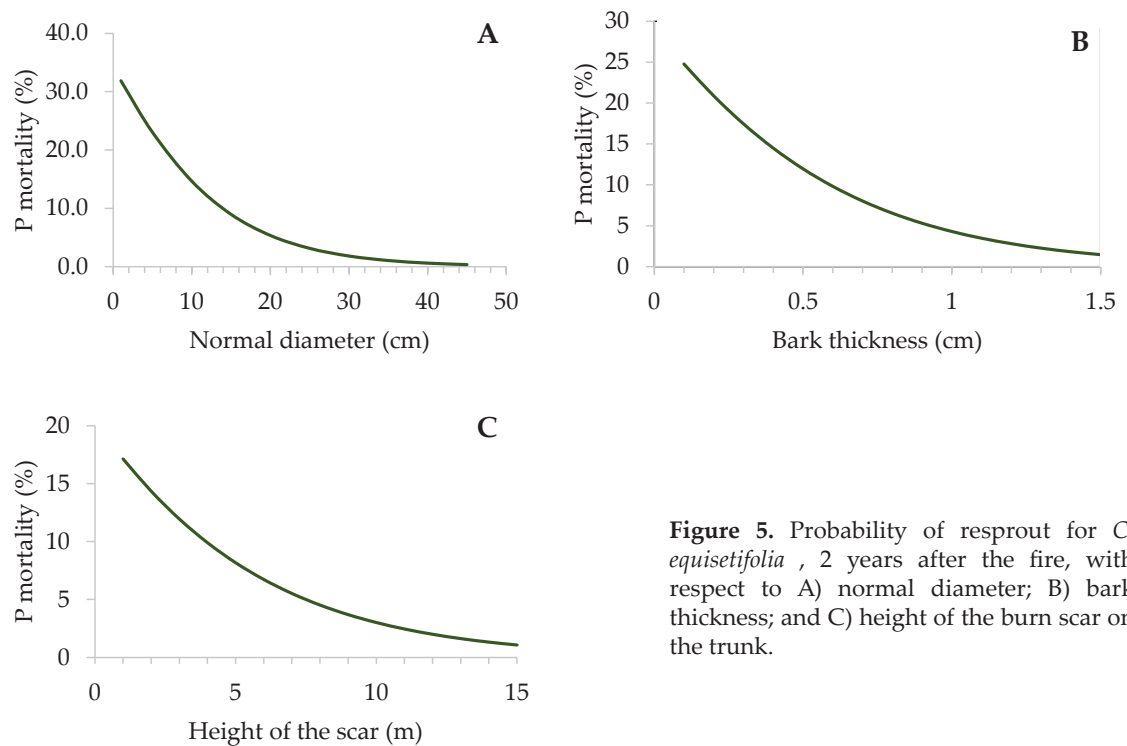 A
P mortality (%)
40.0
30.0
20.0
10.0
0.0
0 10 20 30 40 50
Normal diameter (cm)
B
P mortality (%)
30
25
20
15
10
5
0
0 0.5 1 1.5
Bark thickness (cm)
C
P mortality (%)
20
15
10
5
0
0 5 10 15
Height of the scar (m)
Figure 5. Probability of resprout for C
equisetifolia , 2 years after the fire, with
respect to A) normal diameter; B) bark
thickness; and C) height of the burn scar on
the trunk.